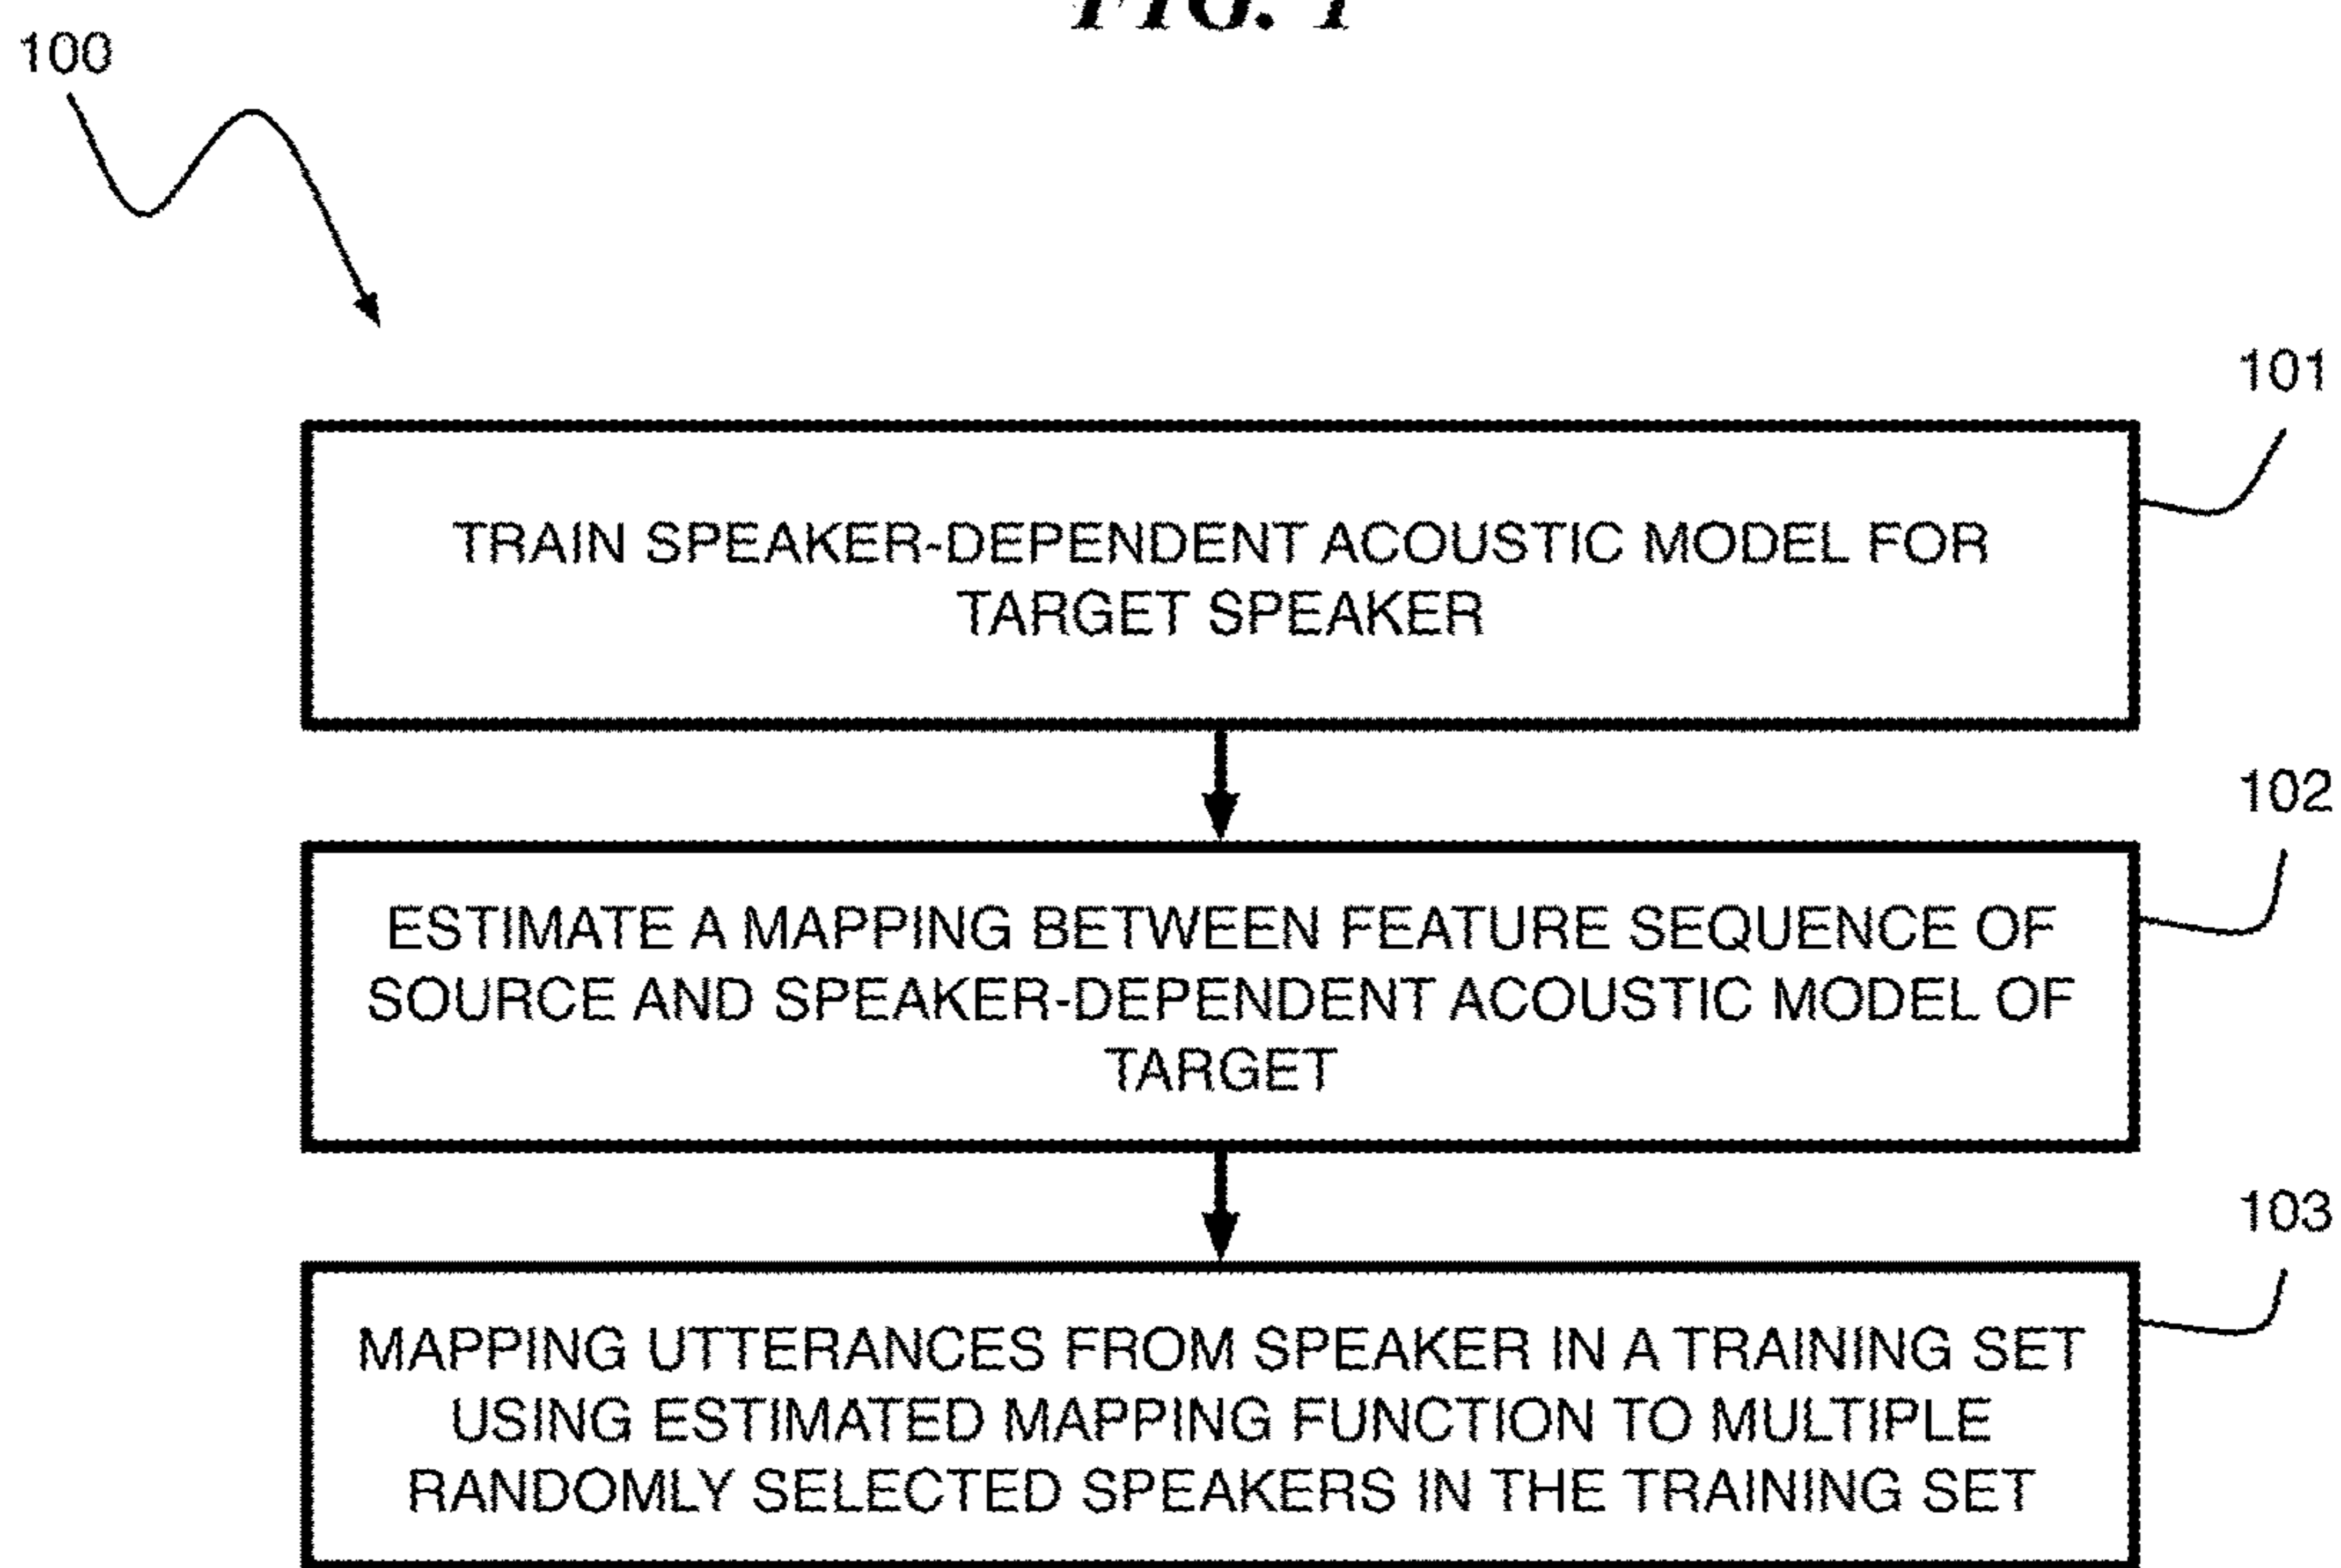 FIG. 1
100
101
TRAIN SPEAKER-DEPENDENT ACOUSTIC MODEL FOR
TARGET SPEAKER
102
ESTIMATE A MAPPING BETWEEN FEATURE SEQUENCE OF
SOURCE AND SPEAKER-DEPENDENT ACOUSTIC MODEL OF
TARGET
103
MAPPING UTTERANCES FROM SPEAKER IN A TRAINING SET
USING ESTIMATED MAPPING FUNCTION TO MULTIPLE
RANDOMLY SELECTED SPEAKERS IN THE TRAINING SET